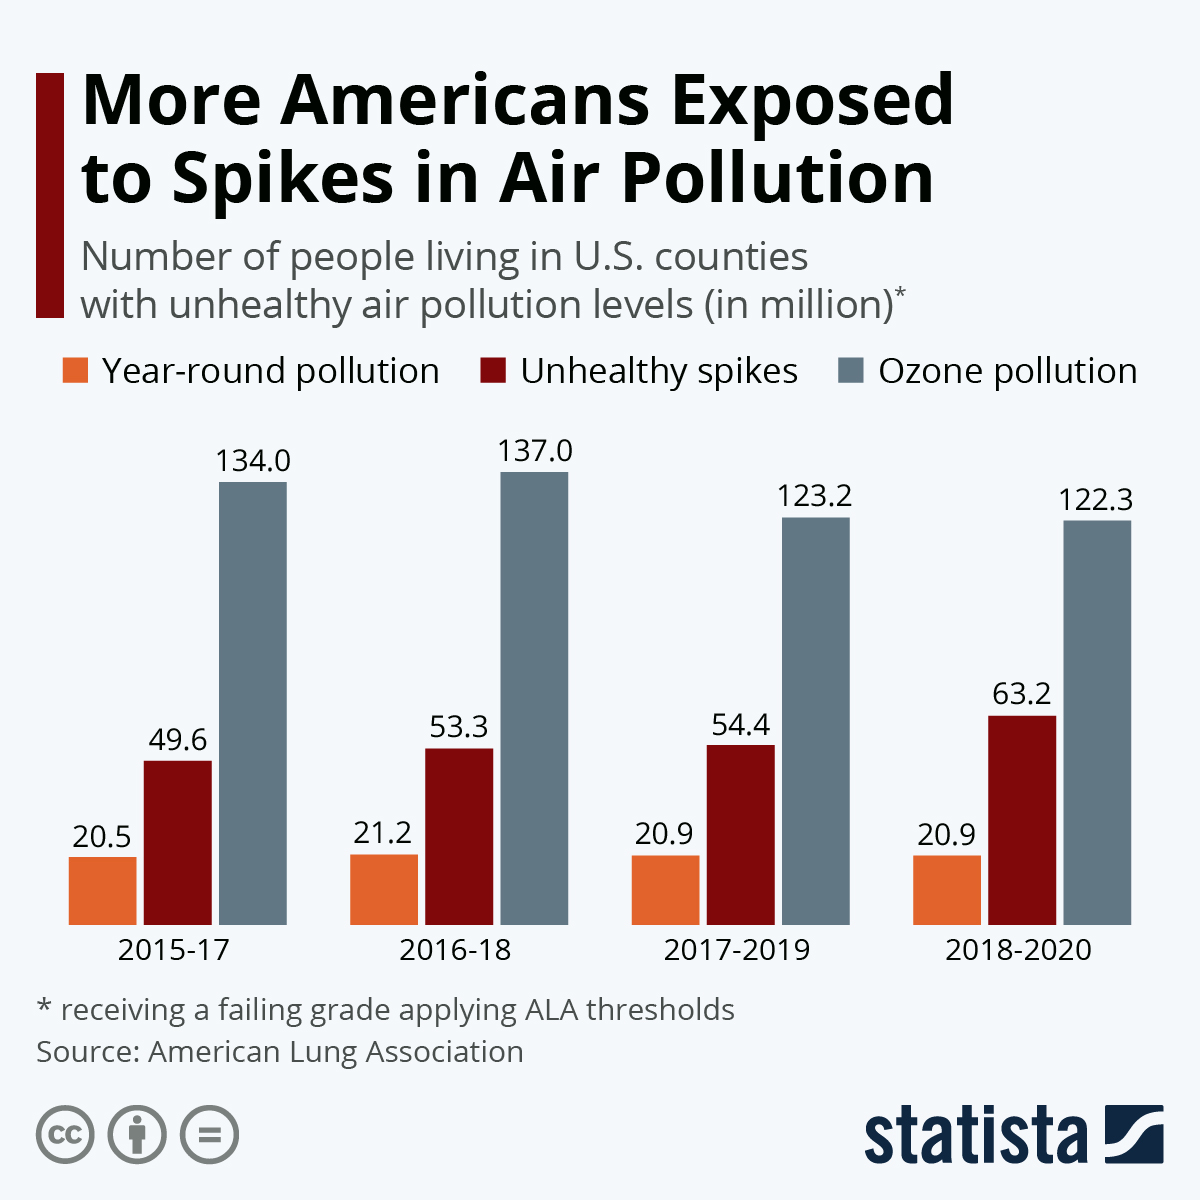 More Americans Exposed
to Spikes in Air Pollution
Number of people living in U.S. counties
with unhealthy air pollution levels (in million)*
Year-round pollution Unhealthy spikes Ozone pollution
134.0 137.0 123.2 122.3
49.6 53.3 54.4 63.2
20.5 21.2 20.9 20.9
2015-17 2016-18 2017-2019 2018-2020
* receiving a failing grade applying ALA thresholds
Source: American Lung Association
cc = statista